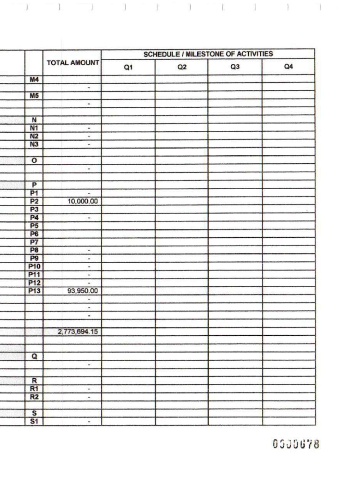 SCHEDULE / MILESTONE OF ACTIVITIES
TOTAL AMOUNT Q1 Q2 Q3 Q4
M4
-
M5
-
N
N1 -
N2 -
N3 -
O
-
P
P1 -
P2 10,000.00
P3
P4 -
P5
P6
P7
P8 -
P9 -
P10 -
P11 -
P12 -
P13 93,950.00
-
-
-
2,773,694.15
Q
-
R
R1 -
R2 -
S
S1 -
0000678